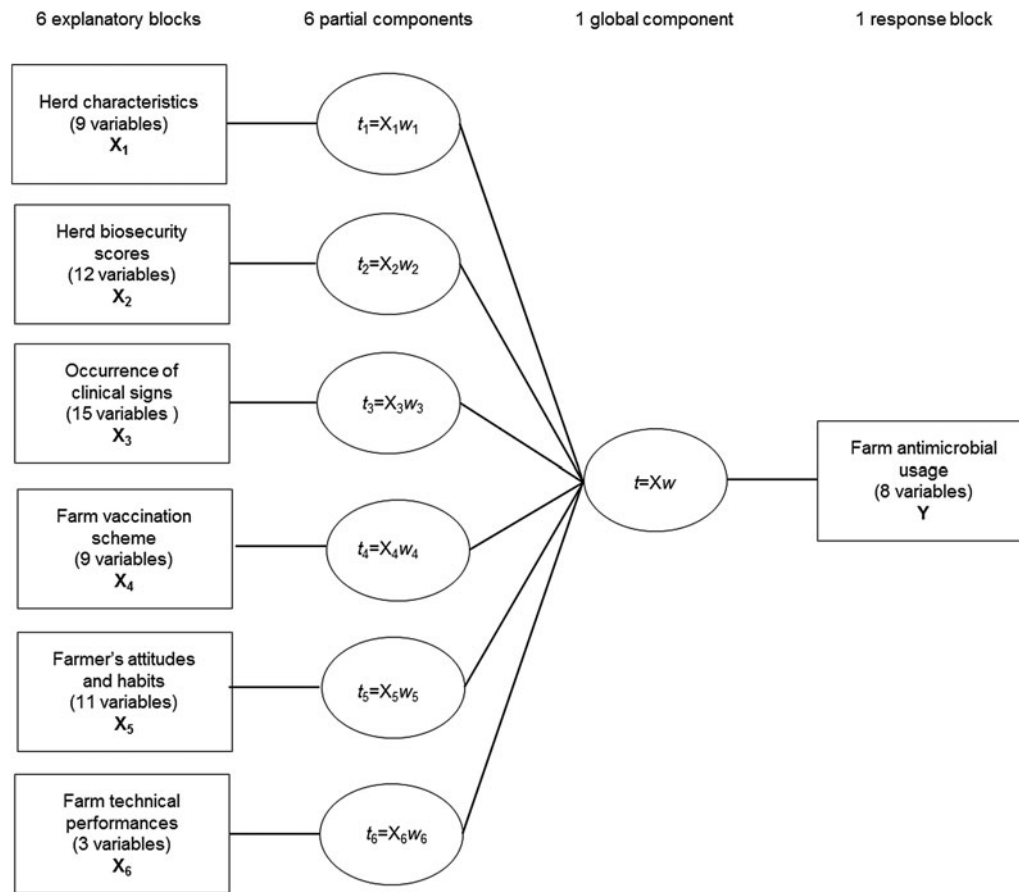 6 explanatory blocks
6 partial components
1 global component
1 response block
Herd characteristics
(9 variables)
X₁
t₁=X₁w₁
Herd biosecurity
scores
(12 variables)
X₂
t₂=X₂w₂
Occurrence of
clinical signs
(15 variables )
X₃
t₃=X₃w₃
Farm vaccination
scheme
(9 variables)
X₄
t₄=X₄w₄
Farmer's attitudes
and habits
(11 variables)
X₅
t₅=X₅w₅
Farm technical
performances
(3 variables)
X₆
t₆=X₆w₆
t=Xw
Farm antimicrobial
usage
(8 variables)
Y